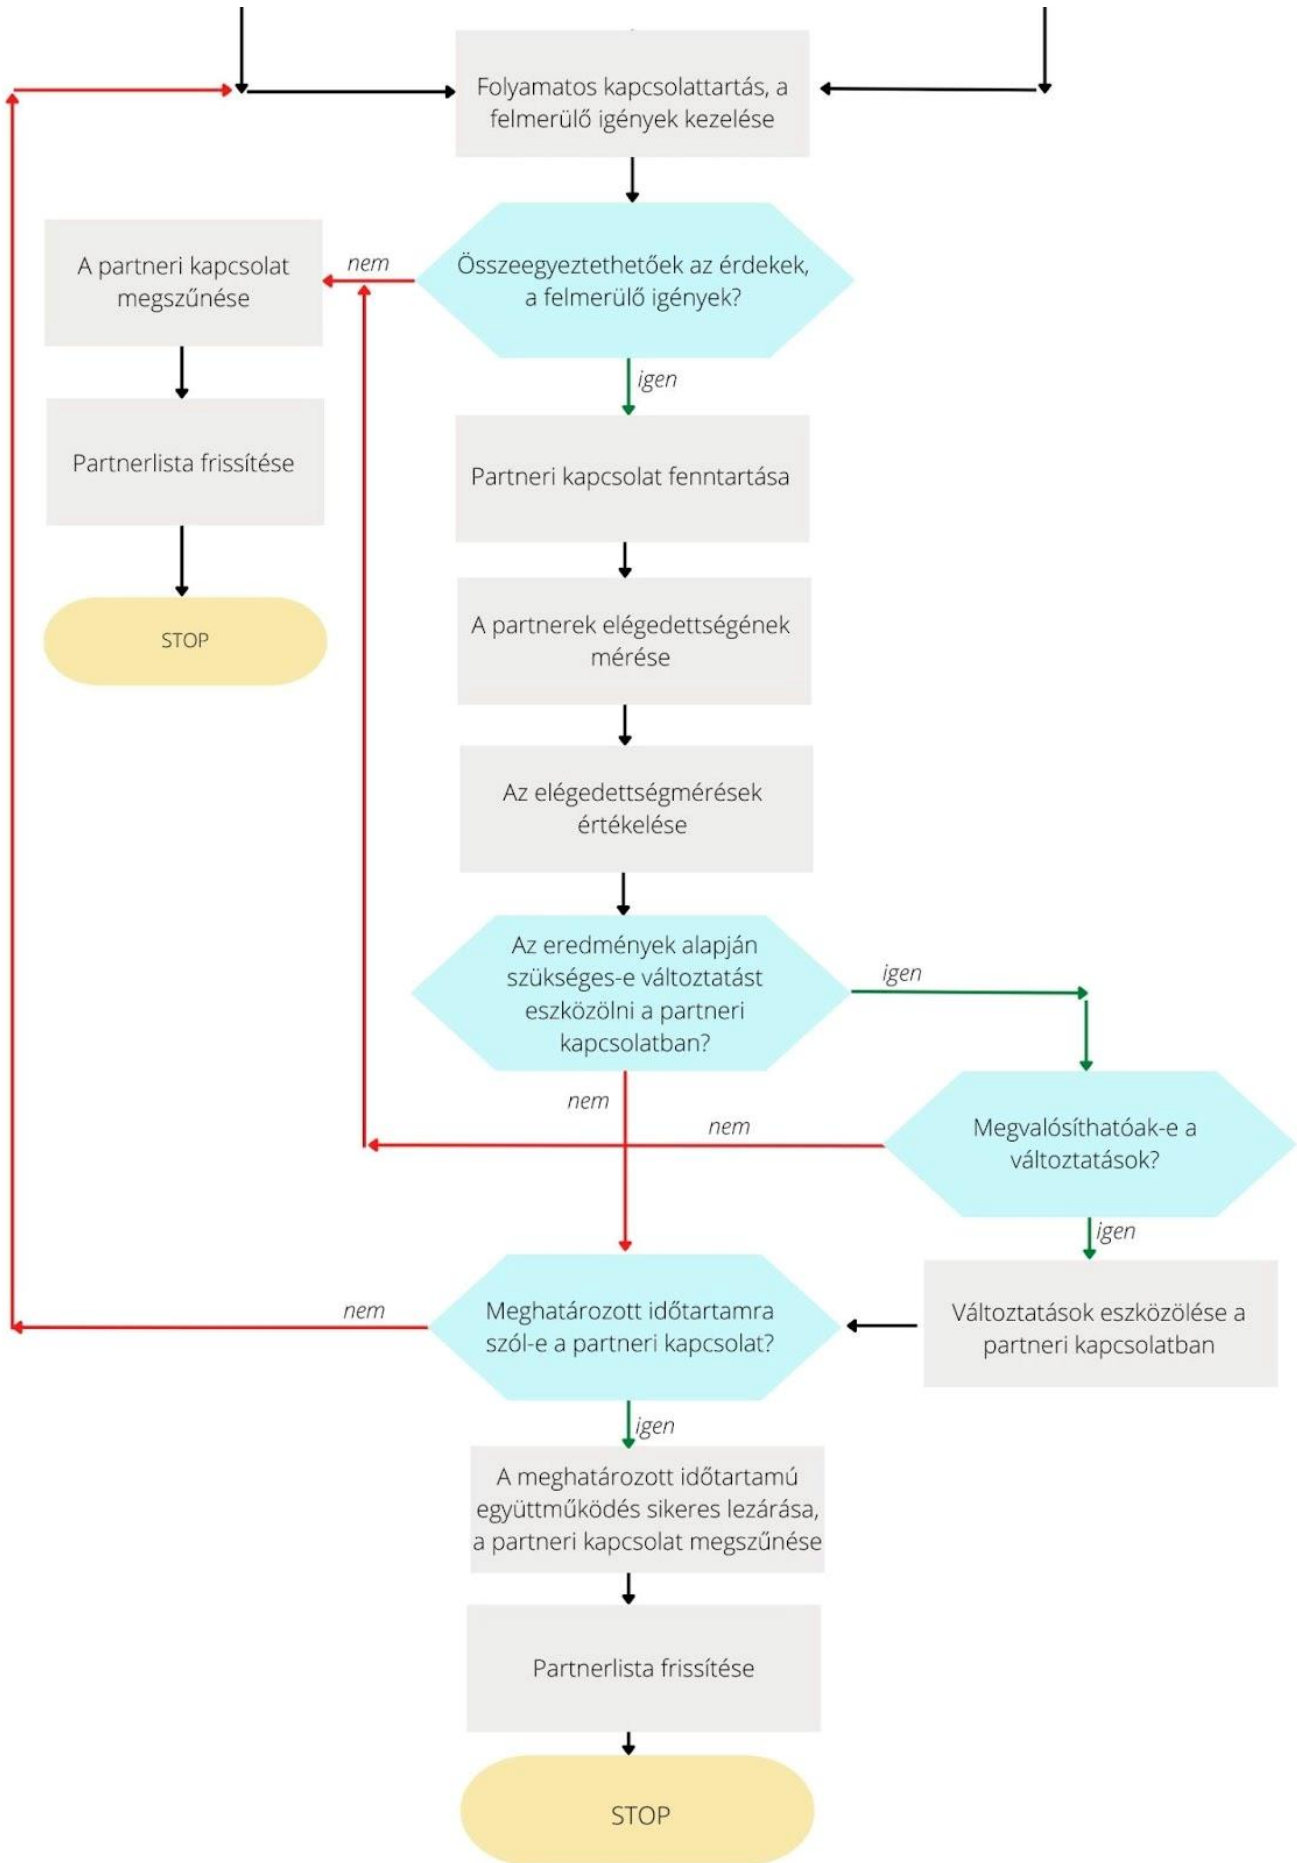 Folyamatos kapcsolattartás, a
felmerülő igények kezelése
Összeegyeztethetőek az érdekek,
a felmerülő igények?
nem
A partneri kapcsolat
megszűnése
igen
Partnerlista frissítése
Partneri kapcsolat fenntartása
STOP
A partnerek elégedettségének
mérése
Az elégedettségmérések
értékelése
Az eredmények alapján
szükséges-e változtatást
eszközölni a partneri
kapcsolatban?
igen
nem
nem
Megvalósíthatóak-e a
változtatások?
igen
Változtatások eszközölése a
partneri kapcsolatban
Meghatározott időtartamra
szól-e a partneri kapcsolat?
nem
igen
A meghatározott időtartamú
együttműködés sikeres lezárása,
a partneri kapcsolat megszűnése
Partnerlista frissítése
STOP